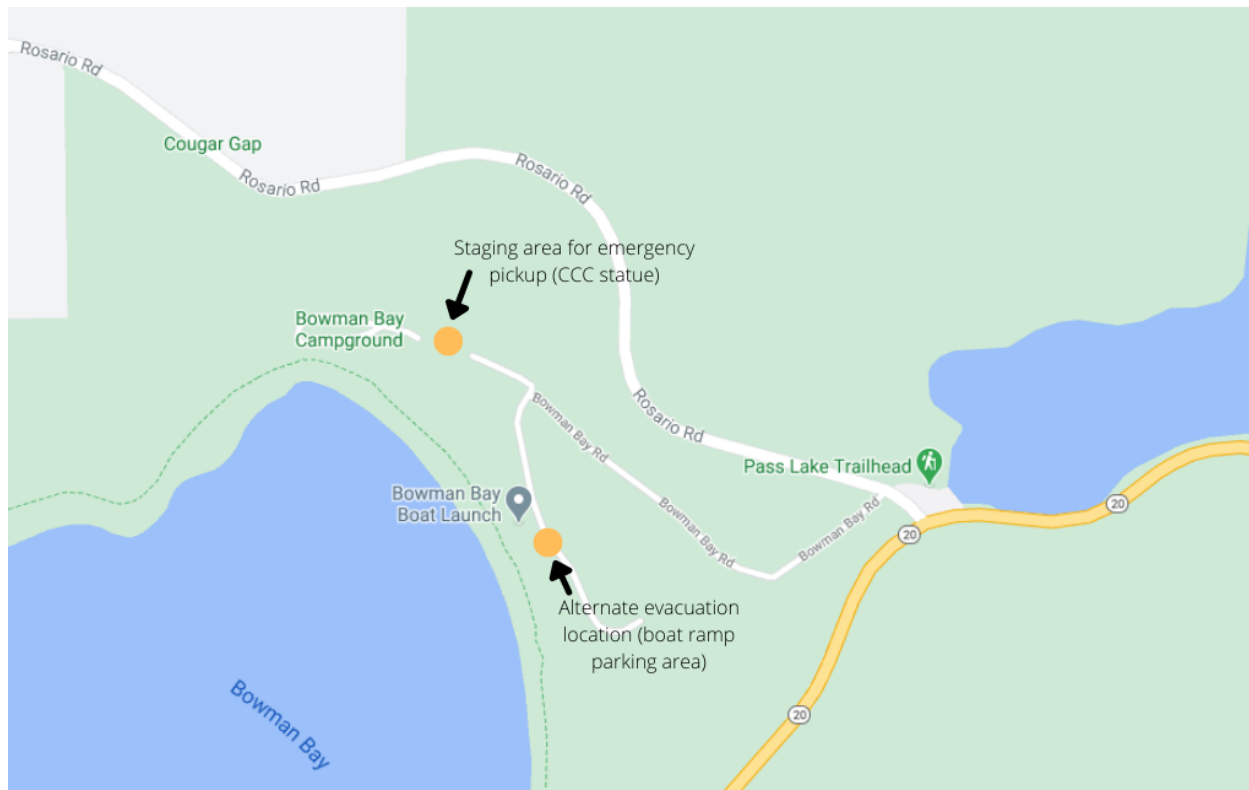 Rosario Rd
Cougar Gap
Rosario Rd
Rosario Rd
Staging area for emergency
pickup (CCC statue)
Bowman Bay
Campground
Bowman Bay Rd
Rosario Rd
Pass Lake Trailhead
Bowman Bay
Boat Launch
Bowman Bay Rd
Bowman Bay Rd
20
20
Alternate evacuation
location (boat ramp
parking area)
Bowman Bay
20